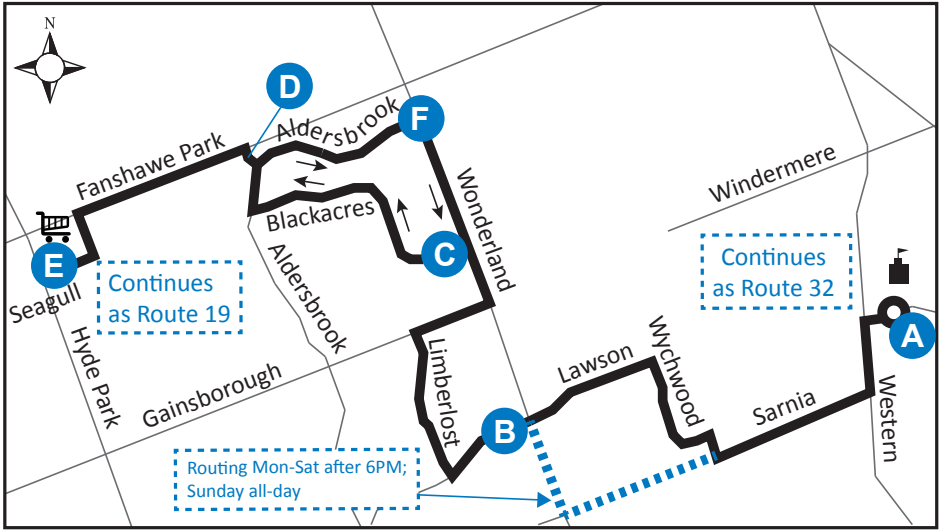 N
D
Aldersbrook
F
Fanshawe Park
Wonderland
Windermere
Blackacres
C
E
Seagull
Continues
as Route 19
Aldersbrook
Continues
as Route 32
A
Hyde Park
Gainsborough
Limberlost
Lawson
Wychwood
Sarnia
Western
B
Routing Mon-Sat after 6PM;
Sunday all-day